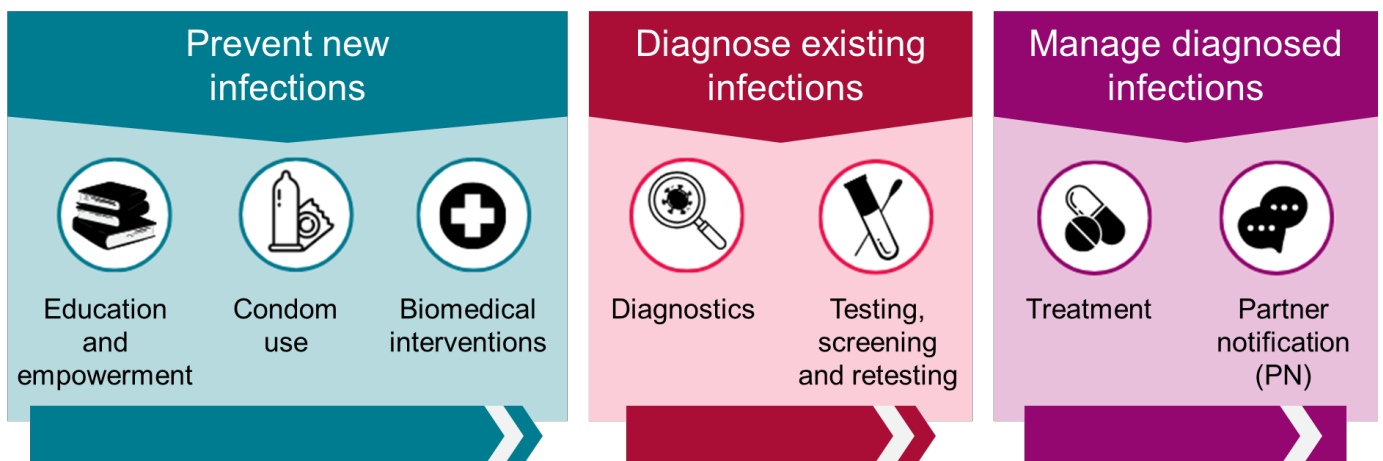 Prevent new
infections
Education
and
empowerment
Condom
use
Biomedical
interventions
Diagnose existing
infections
Diagnostics
Testing,
screening
and retesting
Manage diagnosed
infections
Treatment
Partner
notification
(PN)